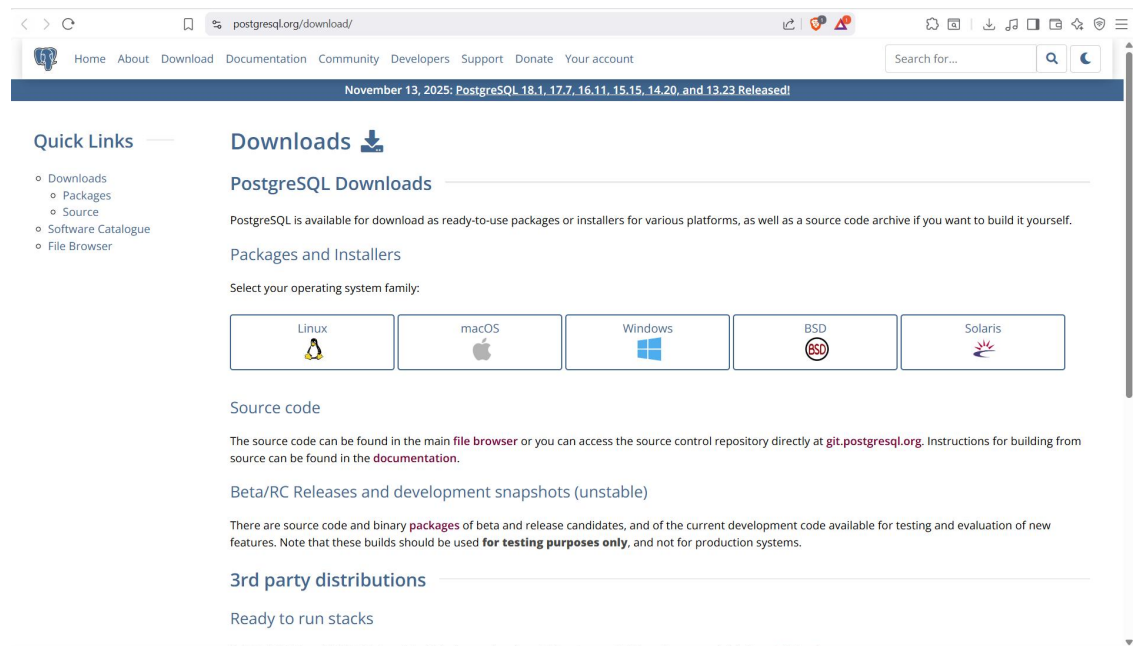 postgresql.org/download/
Home About Download Documentation Community Developers Support Donate Your account
Search for...
November 13, 2025: PostgreSQL 18.1, 17.7, 16.11, 15.15, 14.20, and 13.23 Released!
Quick Links
Downloads
Packages
Source
Software Catalogue
File Browser
Downloads
PostgreSQL Downloads
PostgreSQL is available for download as ready-to-use packages or installers for various platforms, as well as a source code archive if you want to build it yourself.
Packages and Installers
Select your operating system family:
Linux
macOS
Windows
BSD
BSD
Solaris
Source code
The source code can be found in the main file browser or you can access the source control repository directly at git.postgresql.org. Instructions for building from
source can be found in the documentation.
Beta/RC Releases and development snapshots (unstable)
There are source code and binary packages of beta and release candidates, and of the current development code available for testing and evaluation of new
features. Note that these builds should be used for testing purposes only, and not for production systems.
3rd party distributions
Ready to run stacks